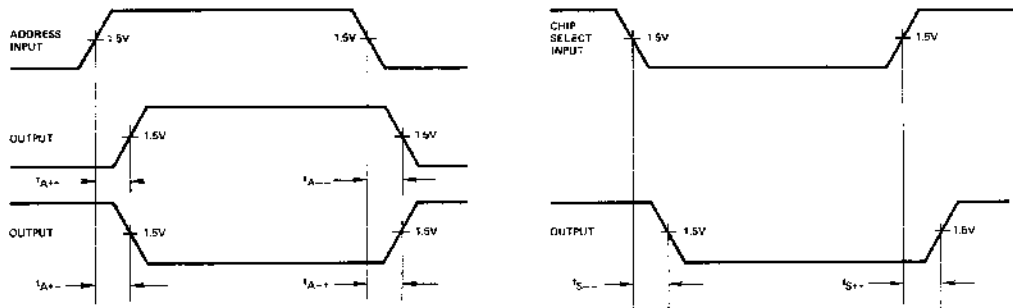 ADDRESS
INPUT
1.5V
1.5V
OUTPUT
1.5V
1.5V
tA++
tA--
OUTPUT
1.5V
1.5V
tA+-
tA-+
CHIP
SELECT
INPUT
1.5V
1.5V
OUTPUT
1.5V
1.5V
tS--
tS++